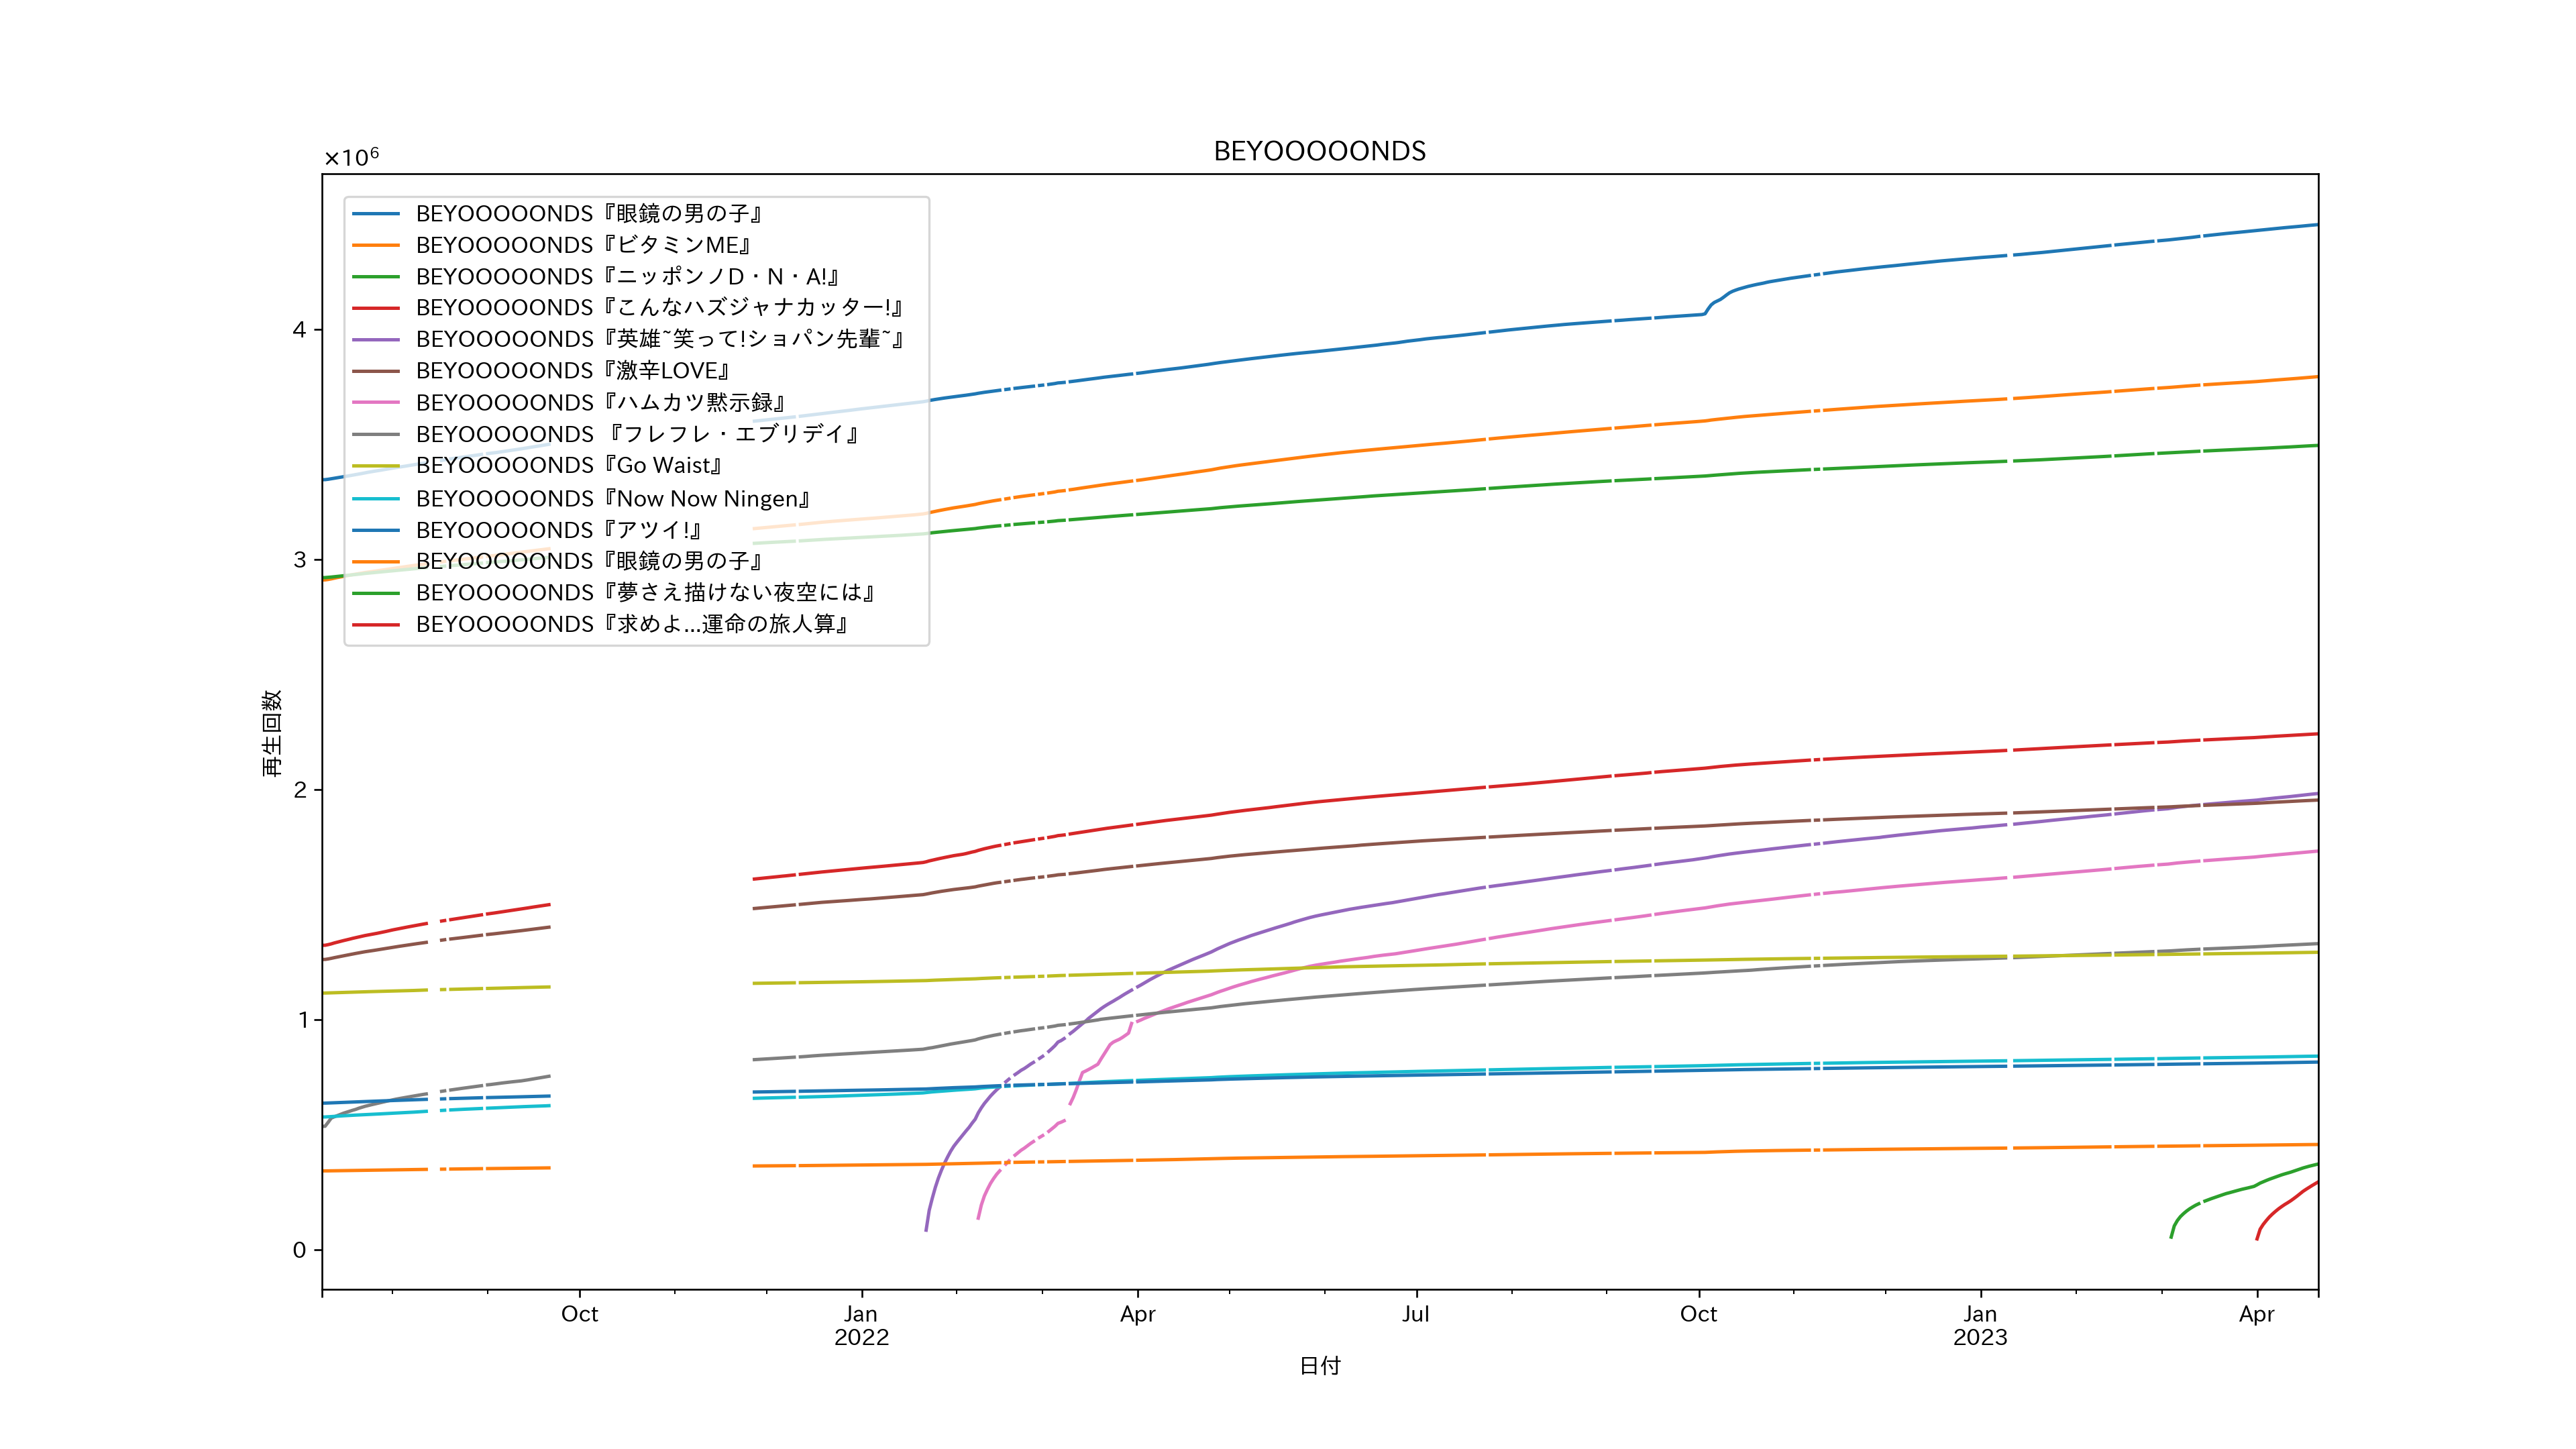 BEYOOOOONDS
×10⁶
BEYOOOOONDS『眼鏡の男の子』
BEYOOOOONDS『ビタミンME』
BEYOOOOONDS『ニッポンノD・N・A!』
BEYOOOOONDS『こんなハズジャナカッター!』
BEYOOOOONDS『英雄~笑って!ショパン先輩~』
BEYOOOOONDS『激辛LOVE』
BEYOOOOONDS『ハムカツ黙示録』
BEYOOOOONDS 『フレフレ・エブリデイ』
BEYOOOOONDS『Go Waist』
BEYOOOOONDS『Now Now Ningen』
BEYOOOOONDS『アツイ!』
BEYOOOOONDS『眼鏡の男の子』
BEYOOOOONDS『夢さえ描けない夜空には』
BEYOOOOONDS『求めよ...運命の旅人算』
4
3
2
1
0
再生回数
Oct
Jan
2022
Apr
Jul
Oct
Jan
2023
Apr
日付